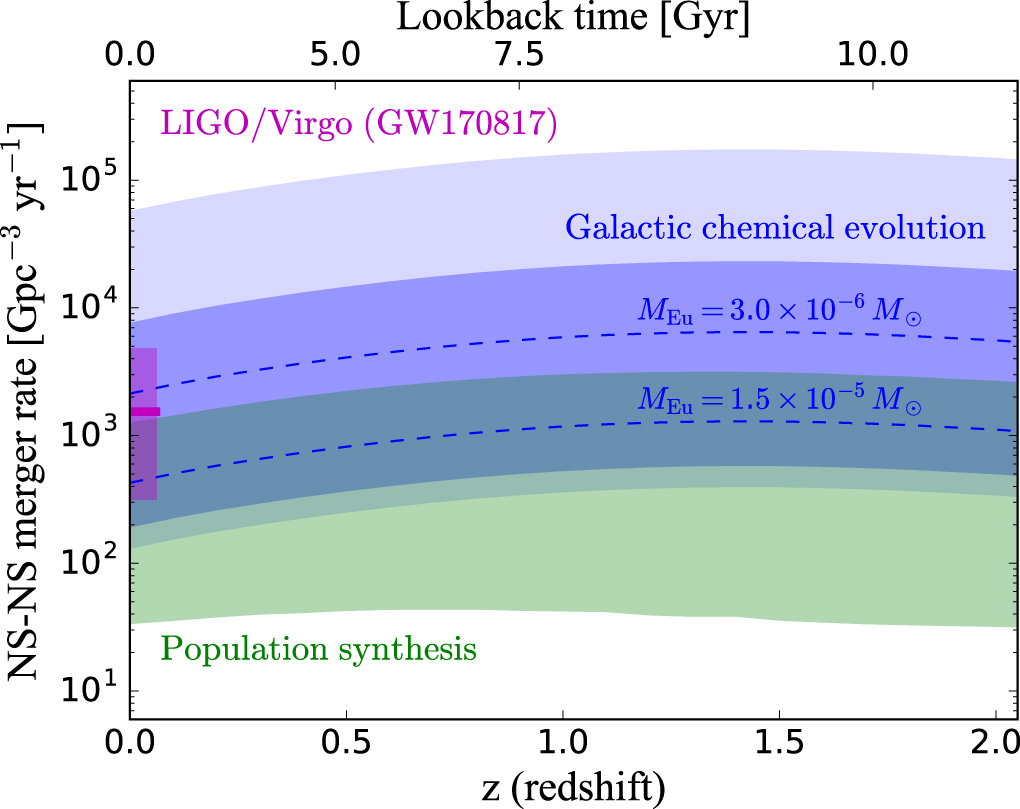 Lookback time [Gyr]
0.0 5.0 7.5 10.0
LIGO/Virgo (GW170817)
Galactic chemical evolution
M_Eu = 3.0 × 10^−6 M_⊙
M_Eu = 1.5 × 10^−5 M_⊙
Population synthesis
NS-NS merger rate [Gpc^−3 yr^−1]
10^5
10^4
10^3
10^2
10^1
0.0 0.5 1.0 1.5 2.0
z (redshift)